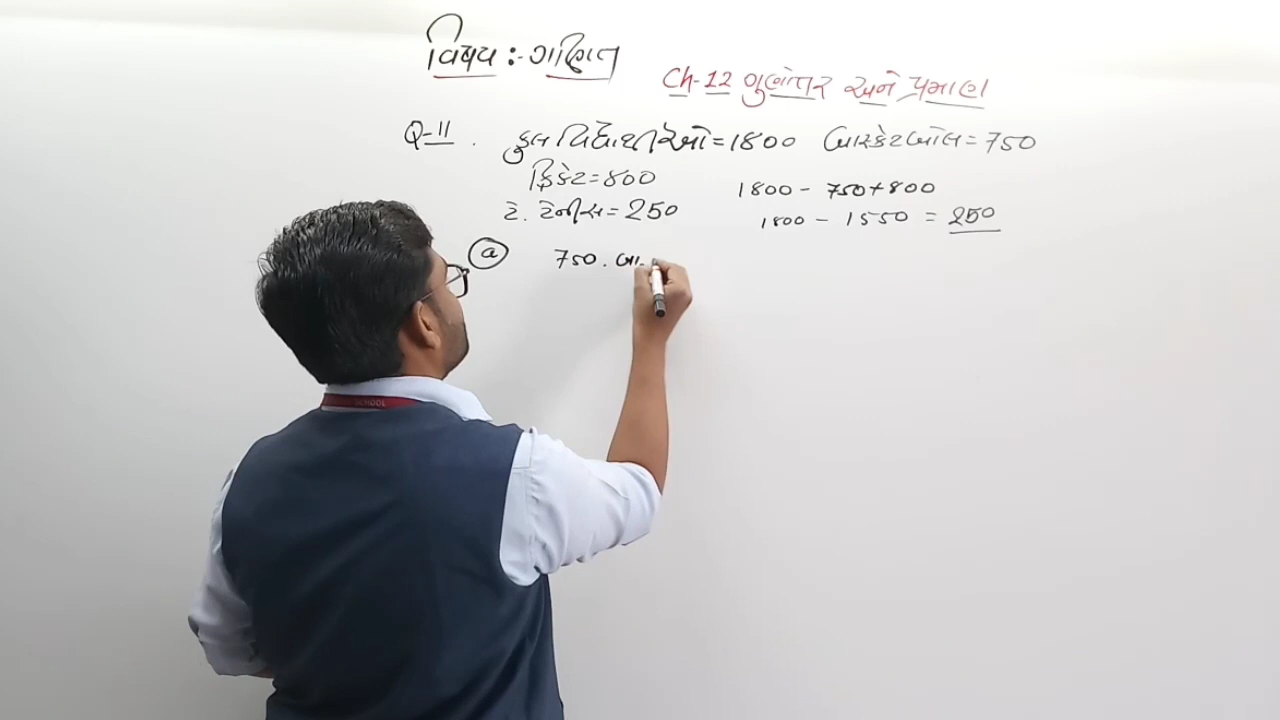 વિષય :- ગણિત
Ch-12 ગુણોત્તર અને પ્રમાણ
Q-11. કુલ વિદ્યાર્થીઓ = 1800 બાસ્કેટબોલ = 750
ક્રિકેટ = 800
1800 - 750 + 800
ટે. ટેનીસ = 250
1800 - 1550 = 250
(a) 750. બા.
SCHOOL